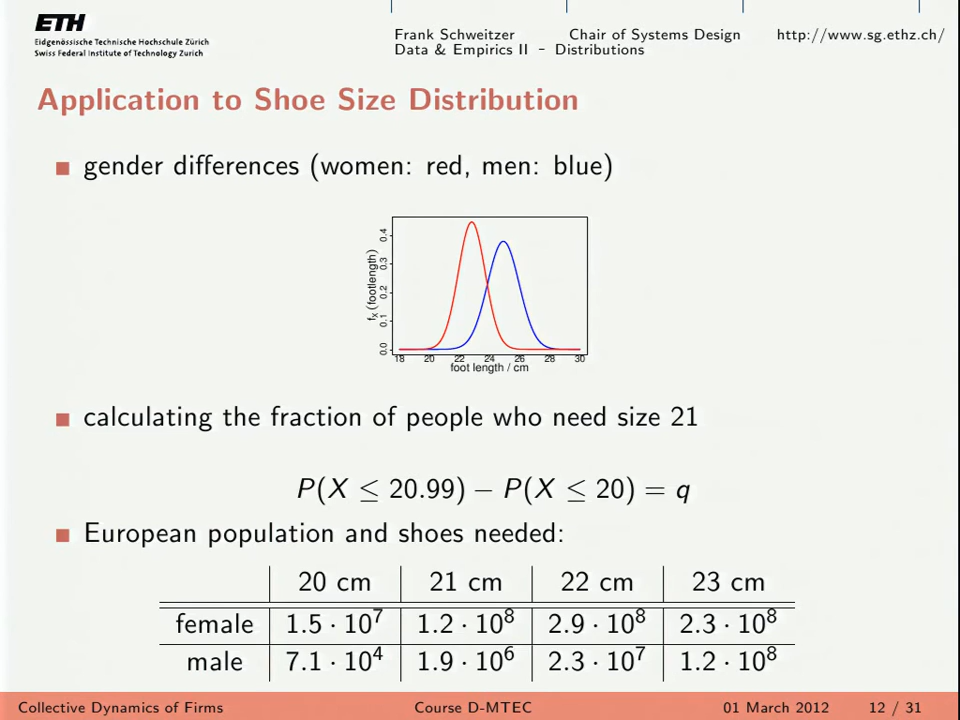 ETH
Eidgenössische Technische Hochschule Zürich
Swiss Federal Institute of Technology Zurich
Frank Schweitzer Chair of Systems Design http://www.sg.ethz.ch/
Data & Empirics II - Distributions
Application to Shoe Size Distribution
gender differences (women: red, men: blue)
f_X (footlength)
0.0 0.1 0.2 0.3 0.4
18 20 22 24 26 28 30
foot length / cm
calculating the fraction of people who need size 21
P(X ≤ 20.99) − P(X ≤ 20) = q
European population and shoes needed:
20 cm 21 cm 22 cm 23 cm
female 1.5 · 10^7 1.2 · 10^8 2.9 · 10^8 2.3 · 10^8
male 7.1 · 10^4 1.9 · 10^6 2.3 · 10^7 1.2 · 10^8
Collective Dynamics of Firms Course D-MTEC 01 March 2012 12 / 31